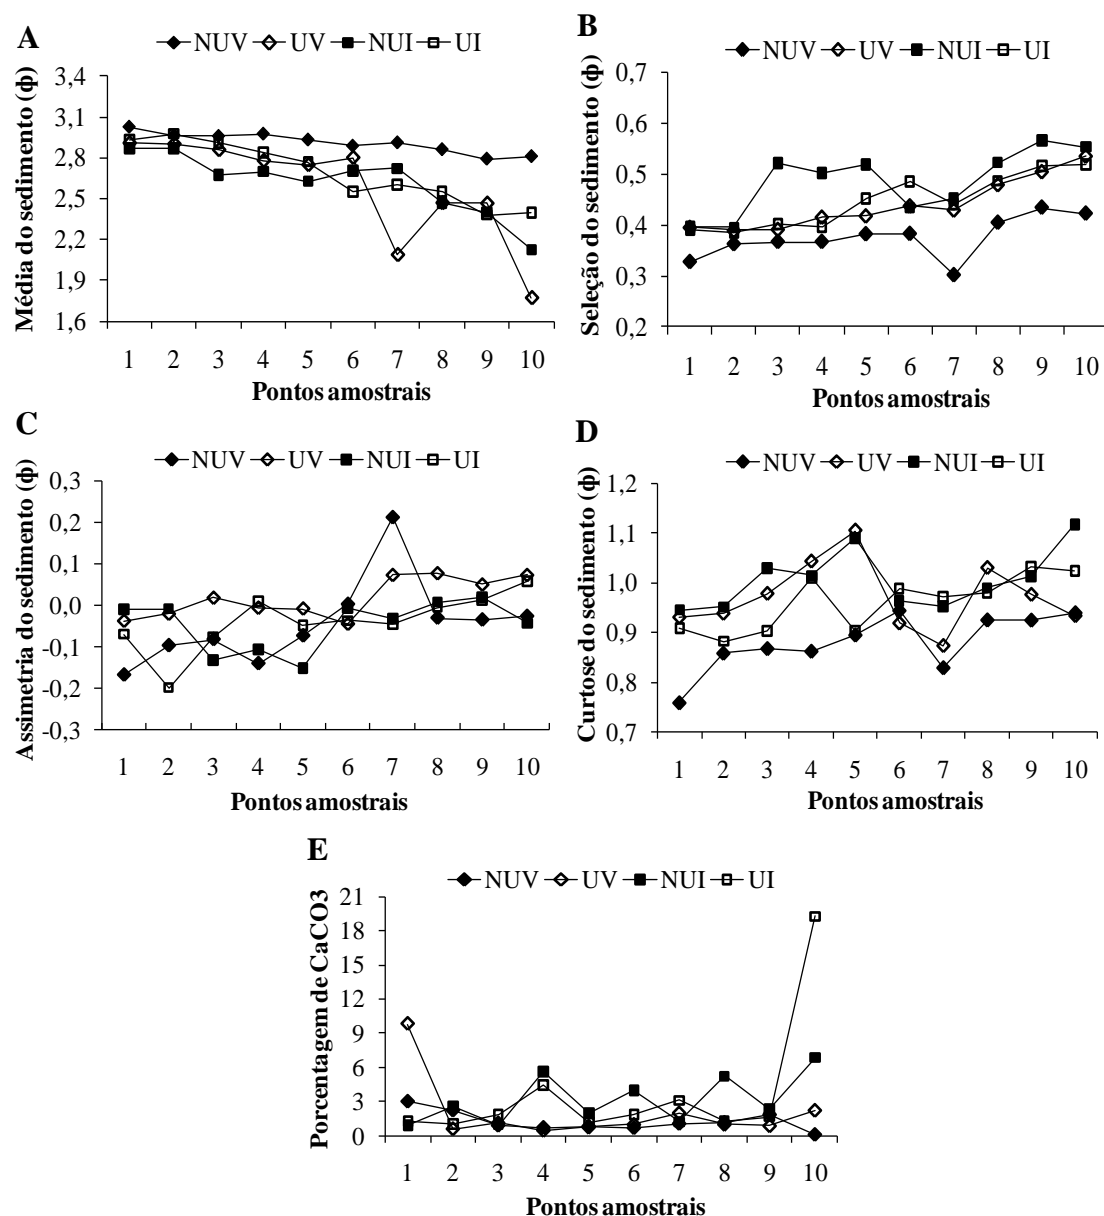 A
NUV UV NUI UI
Média do sedimento (ф)
3,4
3,1
2,8
2,5
2,2
1,9
1,6
1 2 3 4 5 6 7 8 9 10
Pontos amostrais
B
NUV UV NUI UI
Seleção do sedimento (ф)
0,7
0,6
0,5
0,4
0,3
0,2
1 2 3 4 5 6 7 8 9 10
Pontos amostrais
C
NUV UV NUI UI
Assimetria do sedimento (ф)
0,3
0,2
0,1
0,0
-0,1
-0,2
-0,3
1 2 3 4 5 6 7 8 9 10
Pontos amostrais
D
NUV UV NUI UI
Curtose do sedimento (ф)
1,2
1,1
1,0
0,9
0,8
0,7
1 2 3 4 5 6 7 8 9 10
Pontos amostrais
E
NUV UV NUI UI
Porcentagem de CaCO3
21
18
15
12
9
6
3
0
1 2 3 4 5 6 7 8 9 10
Pontos amostrais